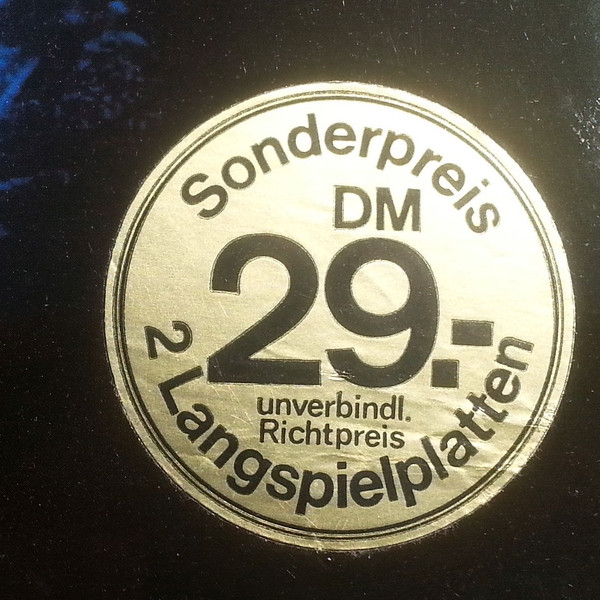 Sonderpreis
DM
29.-
unverbindl.
Richtpreis
2 Langspielplatten